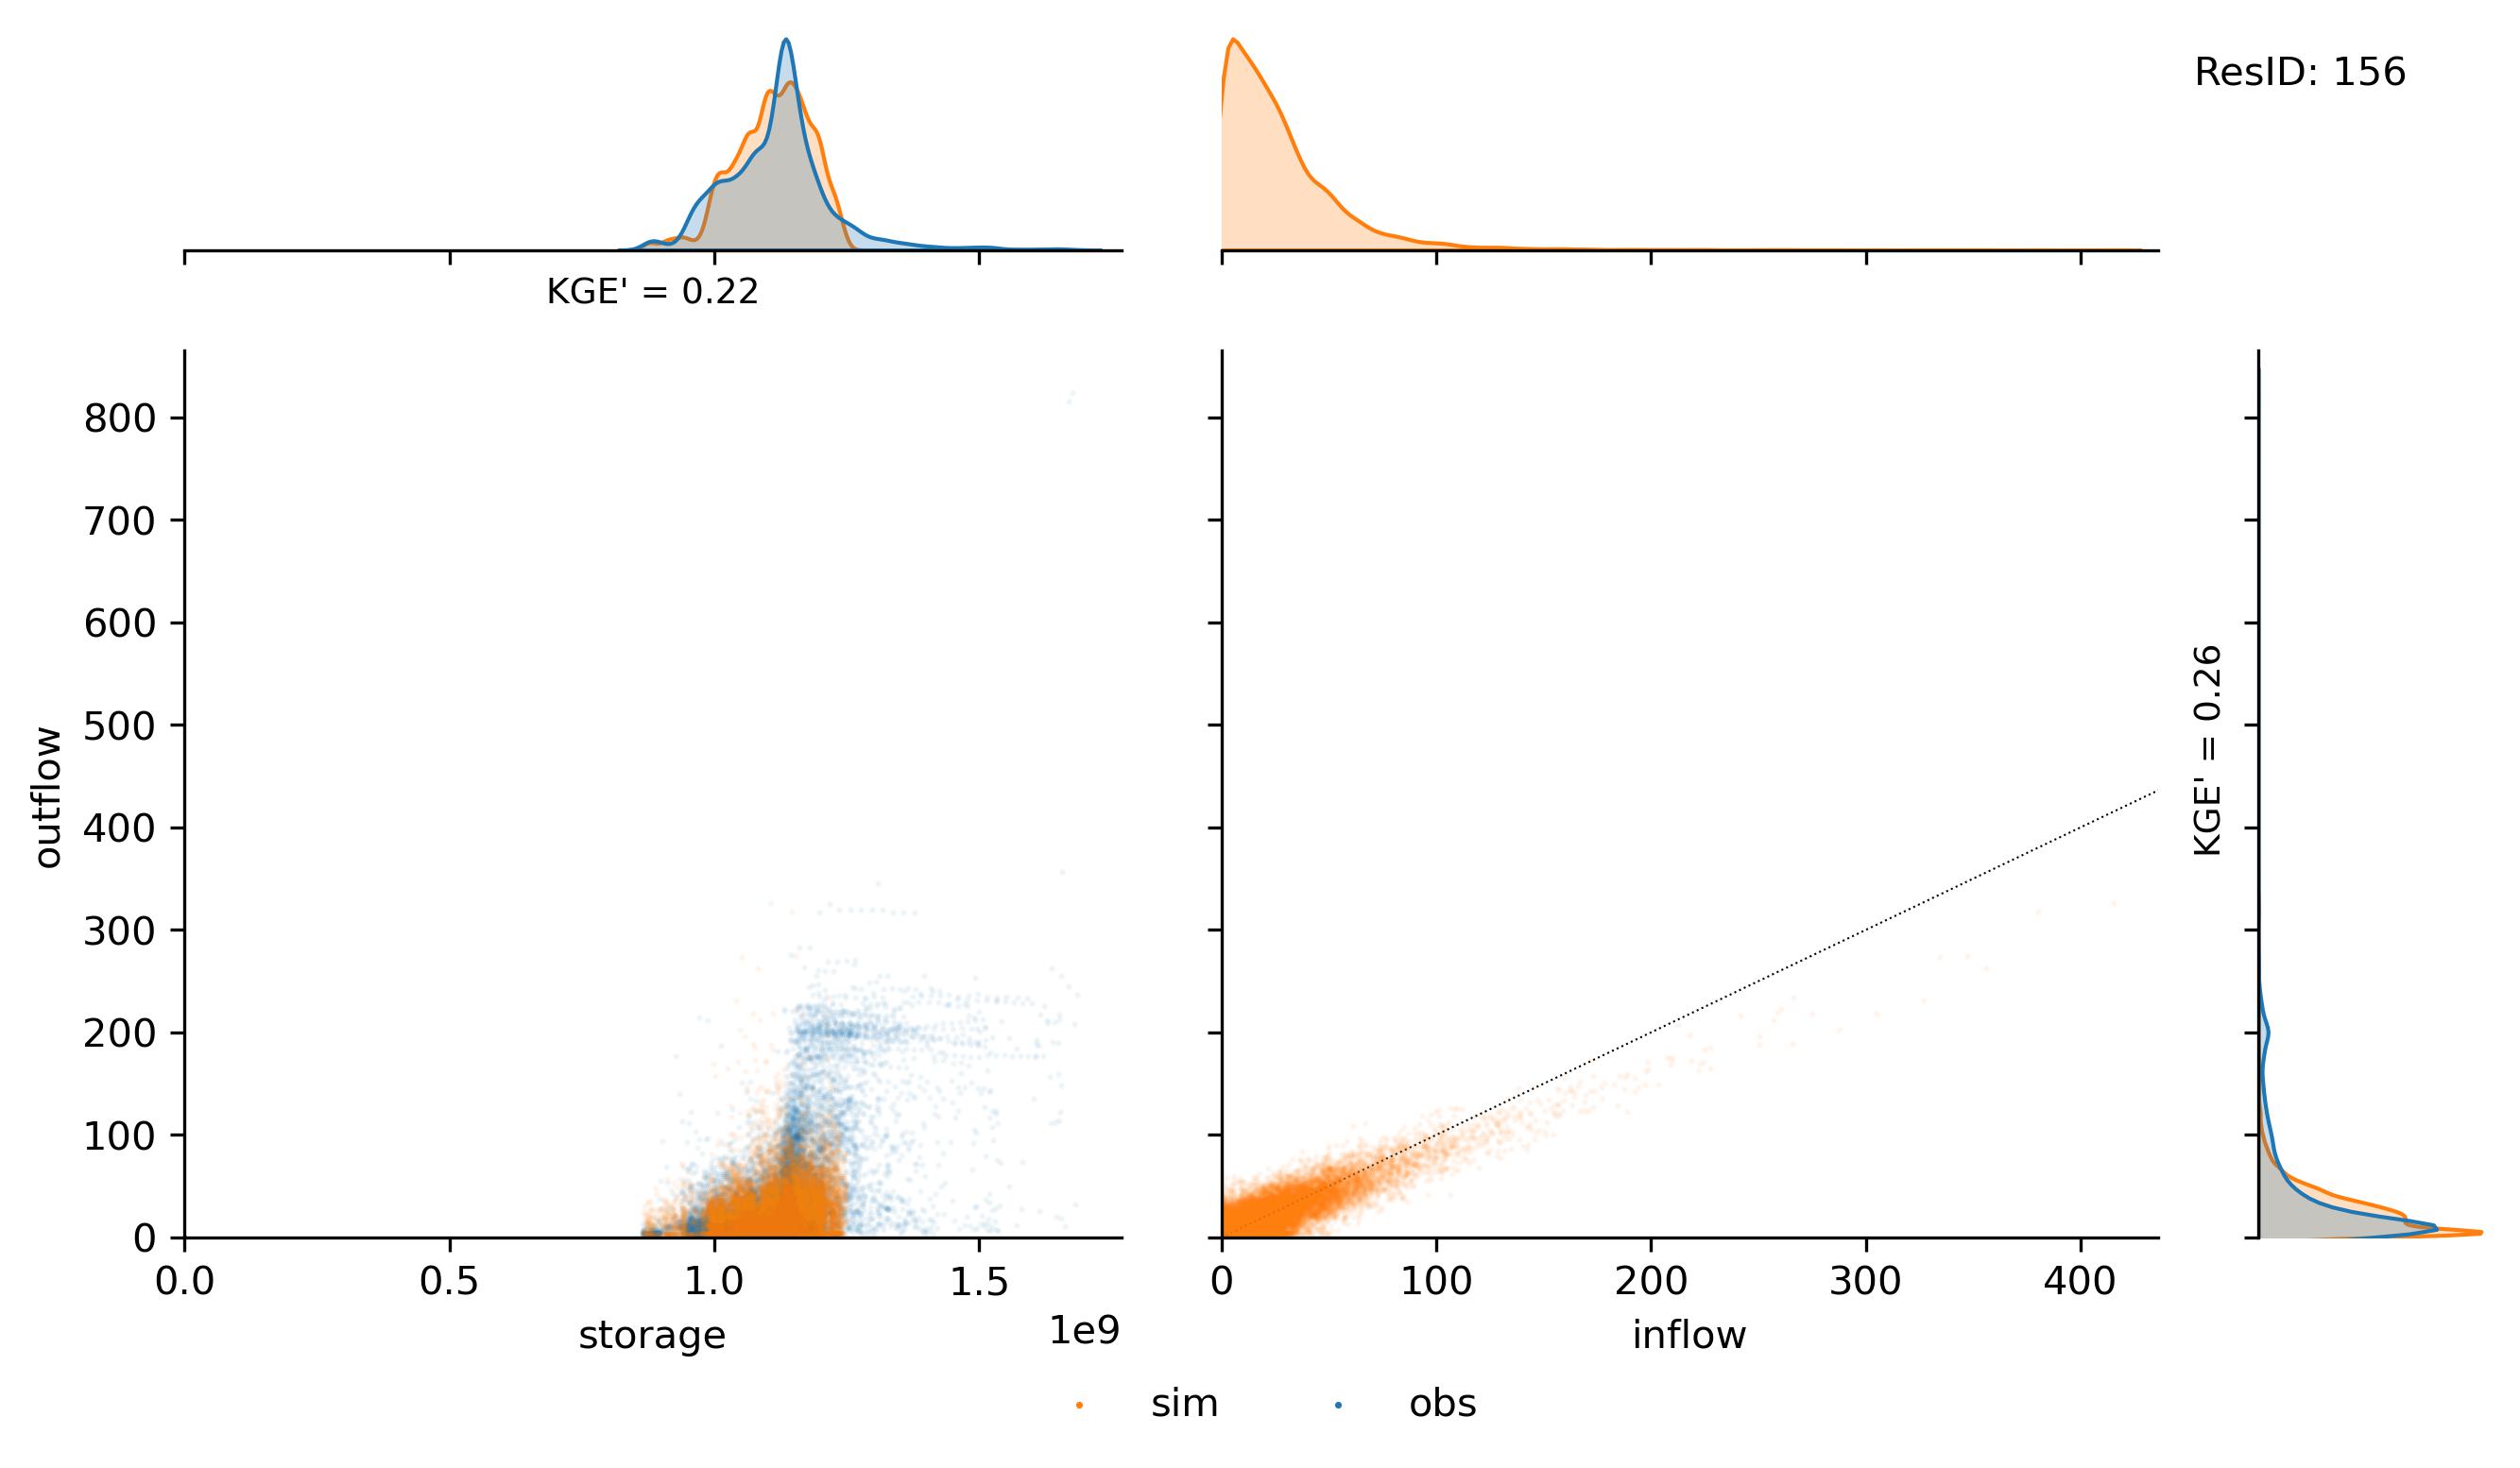 ResID: 156
KGE' = 0.22
800
700
600
500
400
300
200
100
0
outflow
KGE' = 0.26
0.0 0.5 1.0 1.5
1e9
storage
0 100 200 300 400
inflow
sim obs